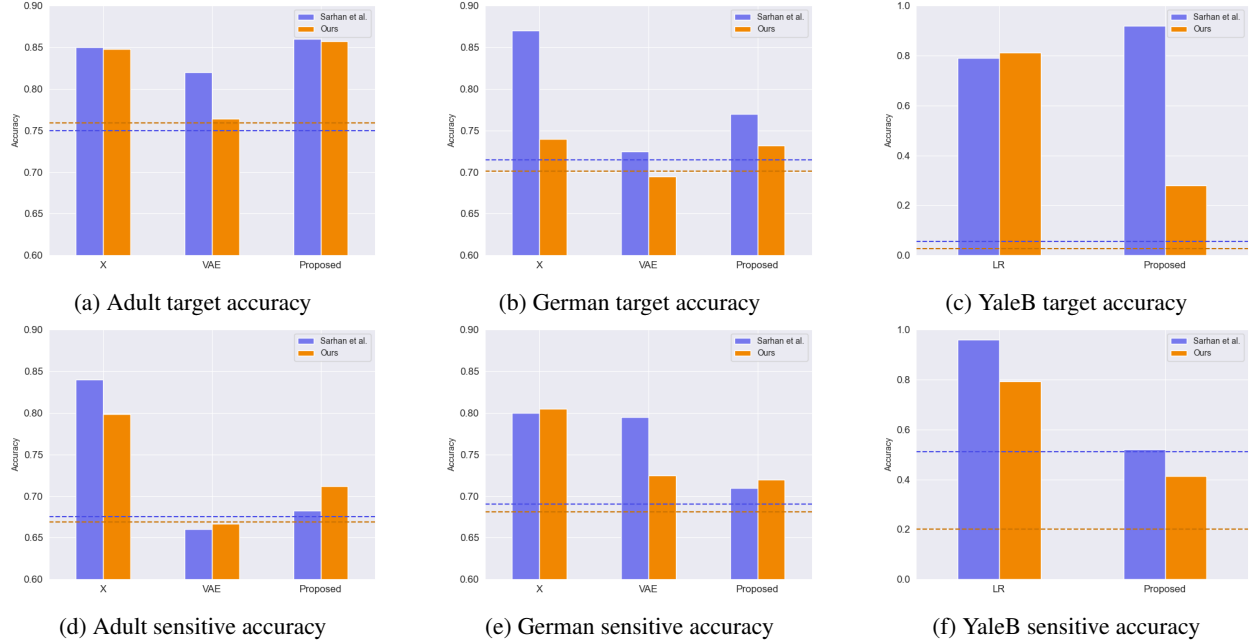 0.90
0.85
0.80
0.75
0.70
0.65
0.60
Accuracy
X VAE Proposed
Sarhan et al.
Ours
(a) Adult target accuracy
0.90
0.85
0.80
0.75
0.70
0.65
0.60
Accuracy
X VAE Proposed
Sarhan et al.
Ours
(b) German target accuracy
1.0
0.8
0.6
0.4
0.2
0.0
Accuracy
LR Proposed
Sarhan et al.
Ours
(c) YaleB target accuracy
0.90
0.85
0.80
0.75
0.70
0.65
0.60
Accuracy
X VAE Proposed
Sarhan et al.
Ours
(d) Adult sensitive accuracy
0.90
0.85
0.80
0.75
0.70
0.65
0.60
Accuracy
X VAE Proposed
Sarhan et al.
Ours
(e) German sensitive accuracy
1.0
0.8
0.6
0.4
0.2
0.0
Accuracy
LR Proposed
Sarhan et al.
Ours
(f) YaleB sensitive accuracy